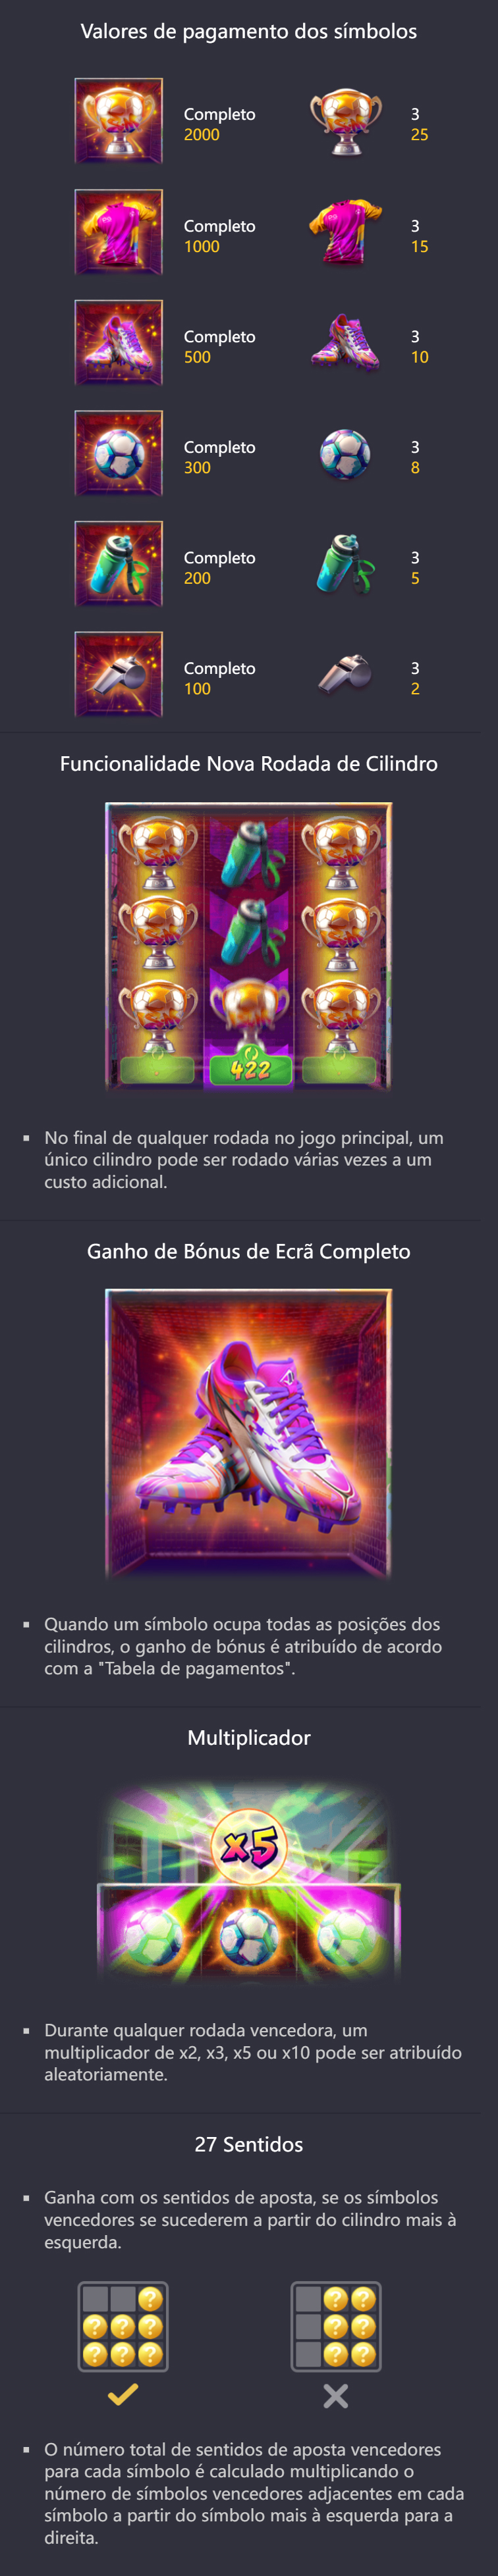 Valores de pagamento dos símbolos
Completo
2000
3
25
Completo
1000
3
15
Completo
500
3
10
Completo
300
3
8
Completo
200
3
5
Completo
100
3
2
Funcionalidade Nova Rodada de Cilindro
422
No final de qualquer rodada no jogo principal, um
único cilindro pode ser rodado várias vezes a um
custo adicional.
Ganho de Bónus de Ecrã Completo
Quando um símbolo ocupa todas as posições dos
cilindros, o ganho de bónus é atribuído de acordo
com a "Tabela de pagamentos".
Multiplicador
x5
Durante qualquer rodada vencedora, um
multiplicador de x2, x3, x5 ou x10 pode ser atribuído
aleatoriamente.
27 Sentidos
Ganha com os sentidos de aposta, se os símbolos
vencedores se sucederem a partir do cilindro mais à
esquerda.
? ? ?
? ? ? ? ?
? ? ? ? ?
O número total de sentidos de aposta vencedores
para cada símbolo é calculado multiplicando o
número de símbolos vencedores adjacentes em cada
símbolo a partir do símbolo mais à esquerda para a
direita.